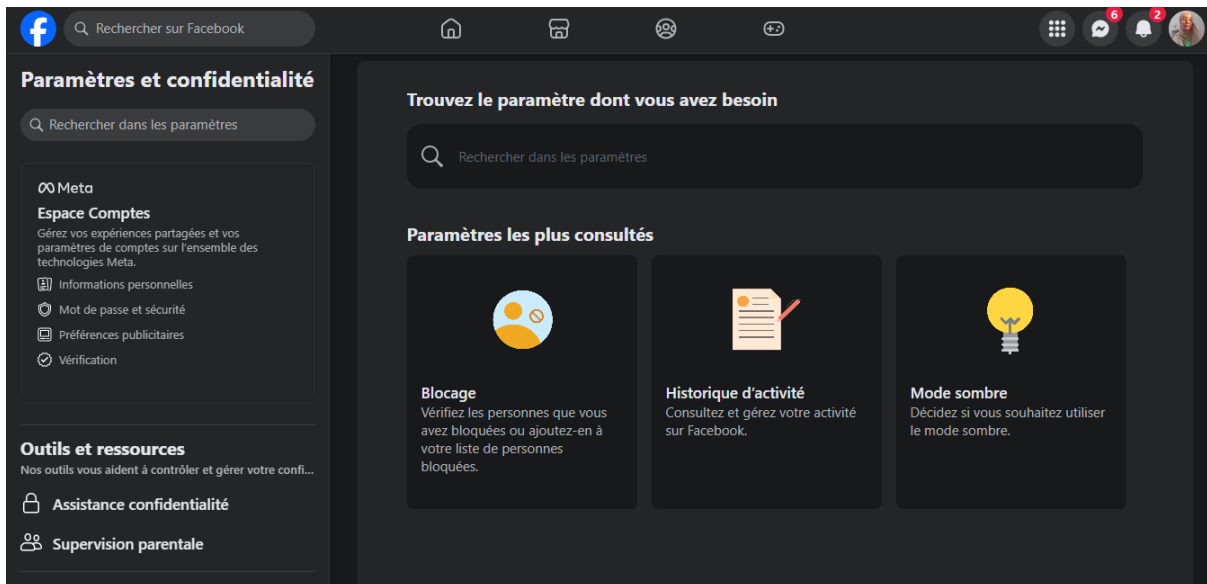 Rechercher sur Facebook
6
2
Paramètres et confidentialité
Rechercher dans les paramètres
Meta
Espace Comptes
Gérez vos expériences partagées et vos
paramètres de comptes sur l'ensemble des
technologies Meta.
Informations personnelles
Mot de passe et sécurité
Préférences publicitaires
Vérification
Outils et ressources
Nos outils vous aident à contrôler et gérer votre confi...
Assistance confidentialité
Supervision parentale
Trouvez le paramètre dont vous avez besoin
Rechercher dans les paramètres
Paramètres les plus consultés
Blocage
Vérifiez les personnes que vous
avez bloquées ou ajoutez-en à
votre liste de personnes
bloquées.
Historique d'activité
Consultez et gérez votre activité
sur Facebook.
Mode sombre
Décidez si vous souhaitez utiliser
le mode sombre.